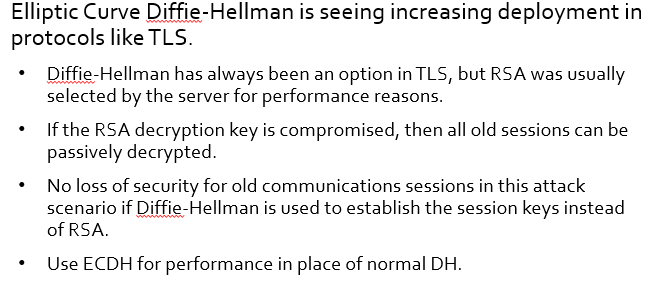 Elliptic Curve Diffie-Hellman is seeing increasing deployment in
protocols like TLS.
• Diffie-Hellman has always been an option in TLS, but RSA was usually
selected by the server for performance reasons.
• If the RSA decryption key is compromised, then all old sessions can be
passively decrypted.
• No loss of security for old communications sessions in this attack
scenario if Diffie-Hellman is used to establish the session keys instead
of RSA.
• Use ECDH for performance in place of normal DH.